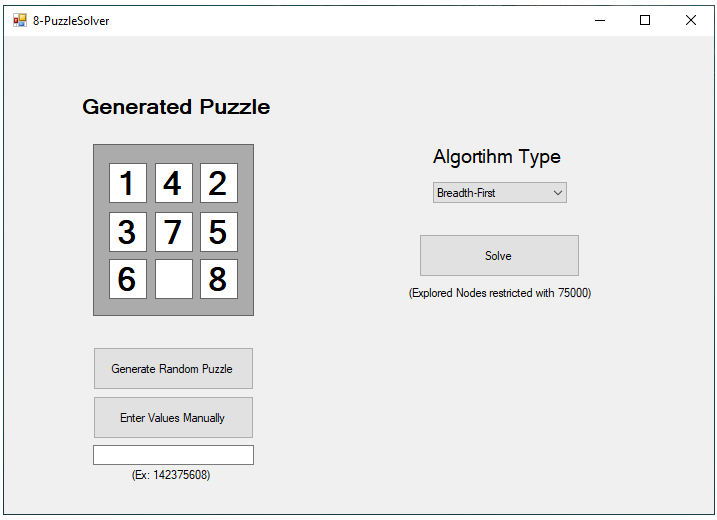 8-PuzzleSolver
Generated Puzzle
1 4 2
3 7 5
6 8
Generate Random Puzzle
Enter Values Manually
(Ex: 142375608)
Algortihm Type
Breadth-First
Solve
(Explored Nodes restricted with 75000)